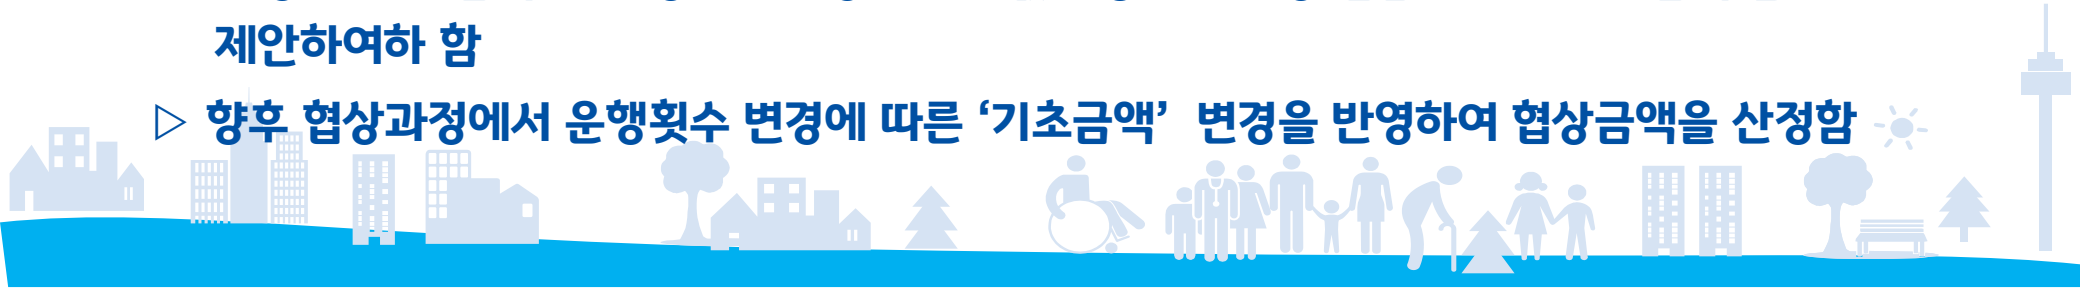 제안하여하 함
▷ 향후 협상과정에서 운행횟수 변경에 따른 ‘기초금액’ 변경을 반영하여 협상금액을 산정함